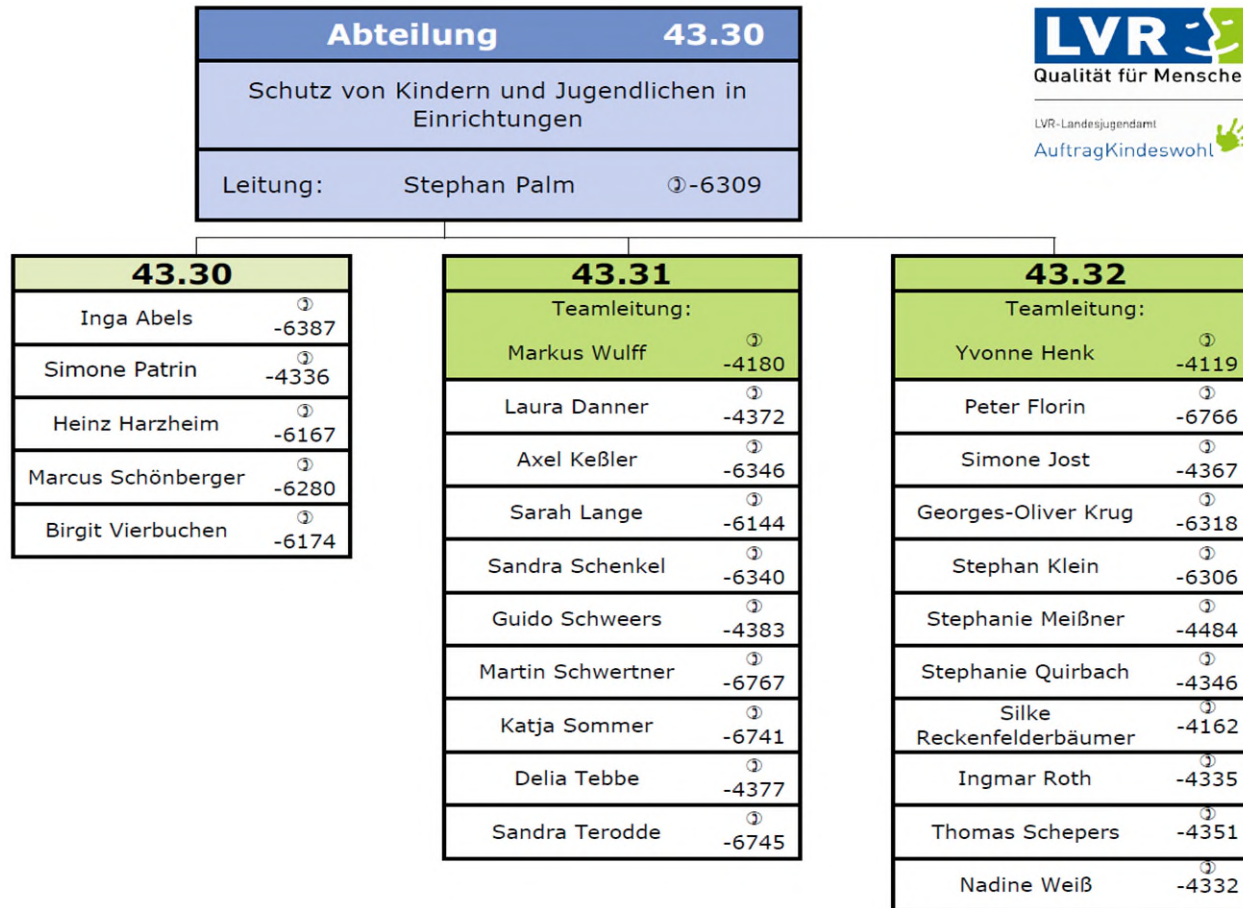 Abteilung 43.30
Schutz von Kindern und Jugendlichen in
Einrichtungen
Leitung: Stephan Palm -6309
LVR
Qualität für Mensche
LVR-Landesjugendamt
AuftragKindeswohl
43.30
Inga Abels -6387
Simone Patrin -4336
Heinz Harzheim -6167
Marcus Schönberger -6280
Birgit Vierbuchen -6174
43.31
Teamleitung:
Markus Wulff -4180
Laura Danner -4372
Axel Keßler -6346
Sarah Lange -6144
Sandra Schenkel -6340
Guido Schweers -4383
Martin Schwertner -6767
Katja Sommer -6741
Delia Tebbe -4377
Sandra Terodde -6745
43.32
Teamleitung:
Yvonne Henk -4119
Peter Florin -6766
Simone Jost -4367
Georges-Oliver Krug -6318
Stephan Klein -6306
Stephanie Meißner -4484
Stephanie Quirbach -4346
Silke
Reckenfelderbäumer -4162
Ingmar Roth -4335
Thomas Schepers -4351
Nadine Weiß -4332